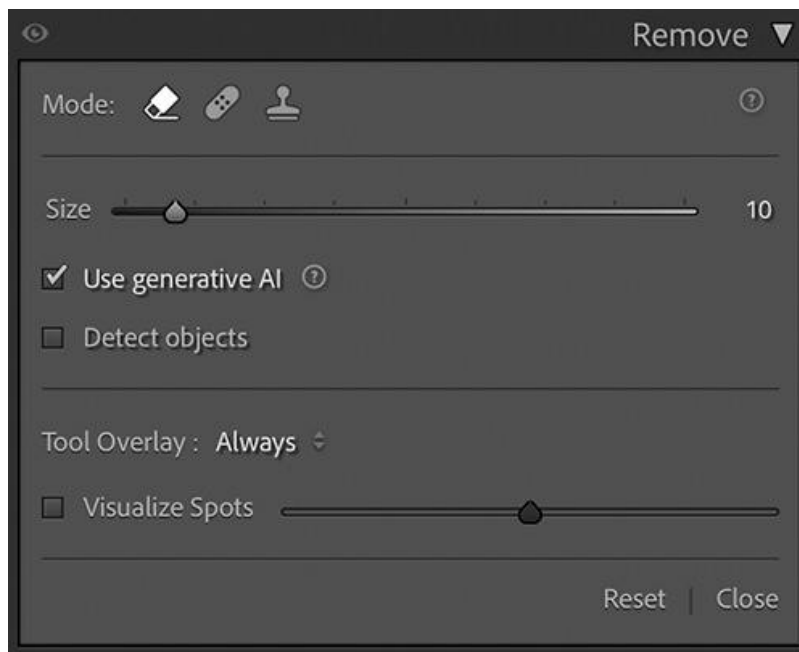 Remove
Mode:
Size 10
Use generative AI ?
Detect objects
Tool Overlay : Always
Visualize Spots
Reset | Close